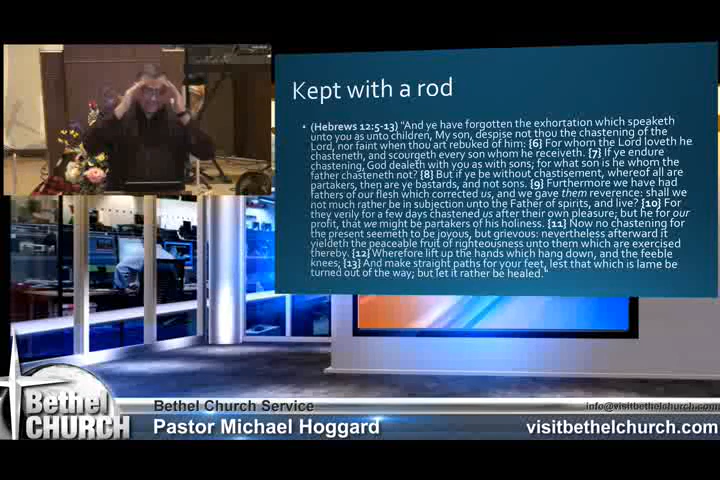 Kept with a rod
• (Hebrews 12:5-13) "And ye have forgotten the exhortation which speaketh
unto you as unto children, My son, despise not thou the chastening of the
Lord, nor faint when thou art rebuked of him: {6} For whom the Lord loveth he
chasteneth, and scourgeth every son whom he receiveth. {7} If ye endure
chastening, God dealeth with you as with sons; for what son is he whom the
father chasteneth not? {8} But if ye be without chastisement, whereof all are
partakers, then are ye bastards, and not sons. {9} Furthermore we have had
fathers of our flesh which corrected us, and we gave them reverence: shall we
not much rather be in subjection unto the Father of spirits, and live? {10} For
they verily for a few days chastened us after their own pleasure; but he for our
profit, that we might be partakers of his holiness. {11} Now no chastening for
the present seemeth to be joyous, but grievous: nevertheless afterward it
yieldeth the peaceable fruit of righteousness unto them which are exercised
thereby. {12} Wherefore lift up the hands which hang down, and the feeble
knees; {13} And make straight paths for your feet, lest that which is lame be
turned out of the way; but let it rather be healed."
Bethel
CHURCH
Bethel Church Service
info@visitbethelchurch.com
Pastor Michael Hoggard
visitbethelchurch.com